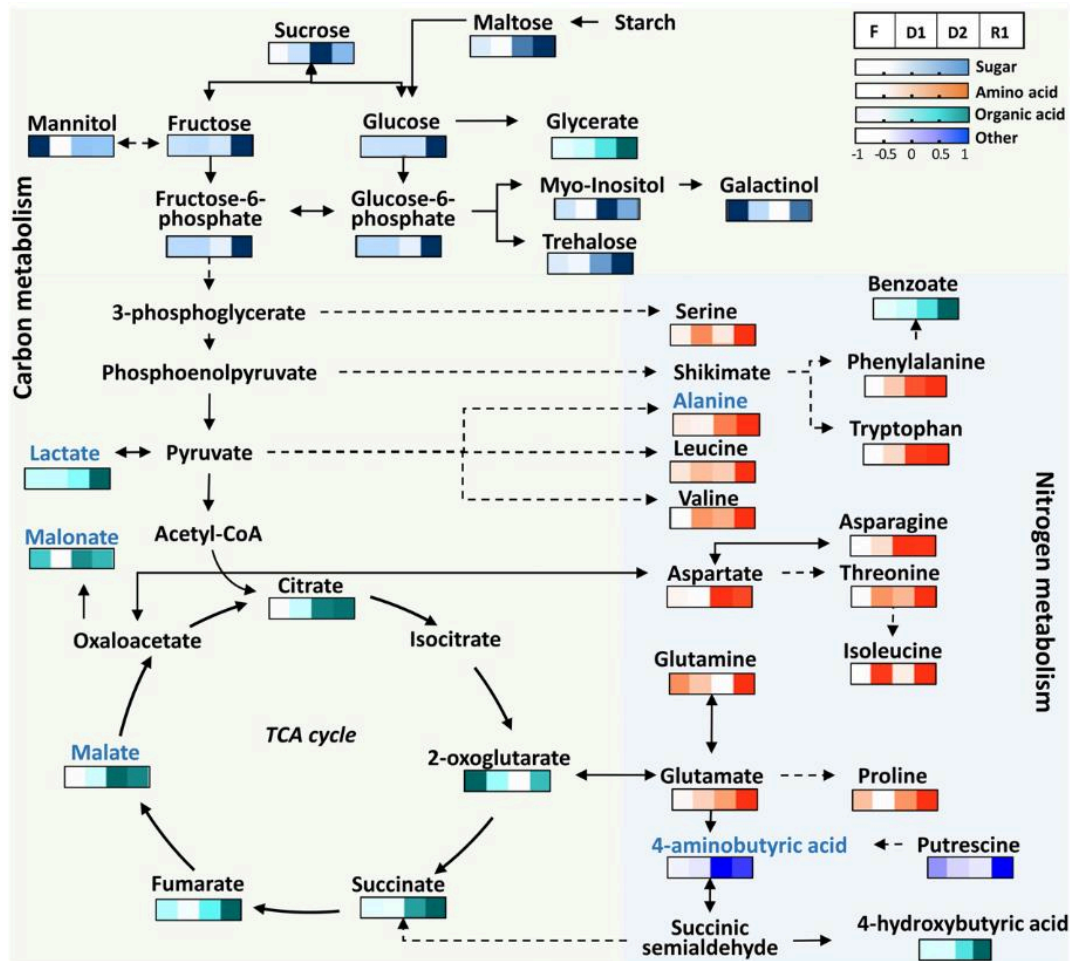 Sucrose
Maltose
Starch
F D1 D2 R1
Sugar
Amino acid
Organic acid
Other
-1 -0.5 0 0.5 1
Carbon metabolism
Mannitol
Fructose
Glucose
Glycerate
Fructose-6-
phosphate
Glucose-6-
phosphate
Myo-Inositol
Galactinol
Trehalose
3-phosphoglycerate
Serine
Benzoate
Phosphoenolpyruvate
Shikimate
Phenylalanine
Alanine
Tryptophan
Lactate
Pyruvate
Leucine
Valine
Nitrogen metabolism
Malonate
Acetyl-CoA
Asparagine
Citrate
Aspartate
Threonine
Oxaloacetate
Isocitrate
Glutamine
Isoleucine
TCA cycle
Malate
2-oxoglutarate
Glutamate
Proline
4-aminobutyric acid
Putrescine
Fumarate
Succinate
Succinic
semialdehyde
4-hydroxybutyric acid